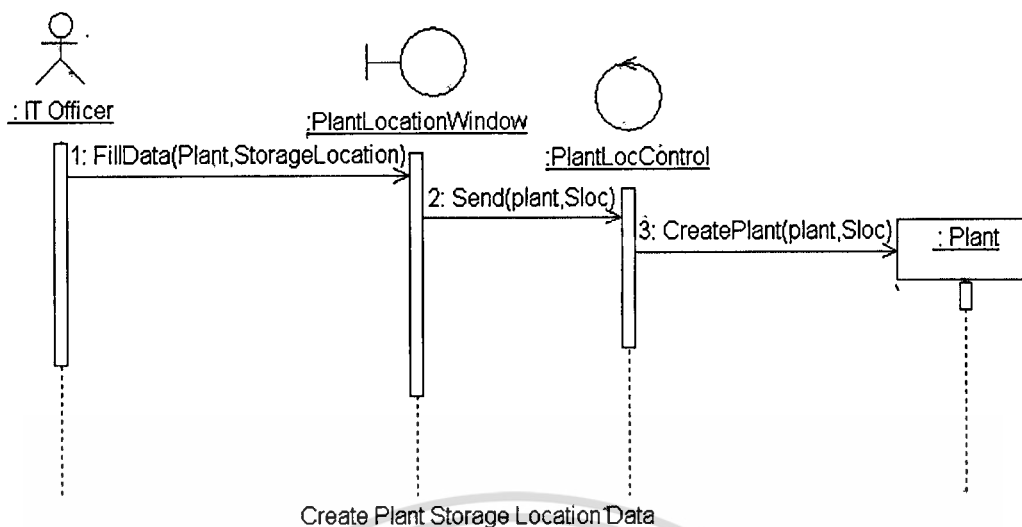 : IT Officer
:PlantLocationWindow
:PlantLocControl
1: FillData(Plant,StorageLocation)
2: Send(plant,Sloc)
3: CreatePlant(plant,Sloc)
: Plant
Create Plant Storage Location Data